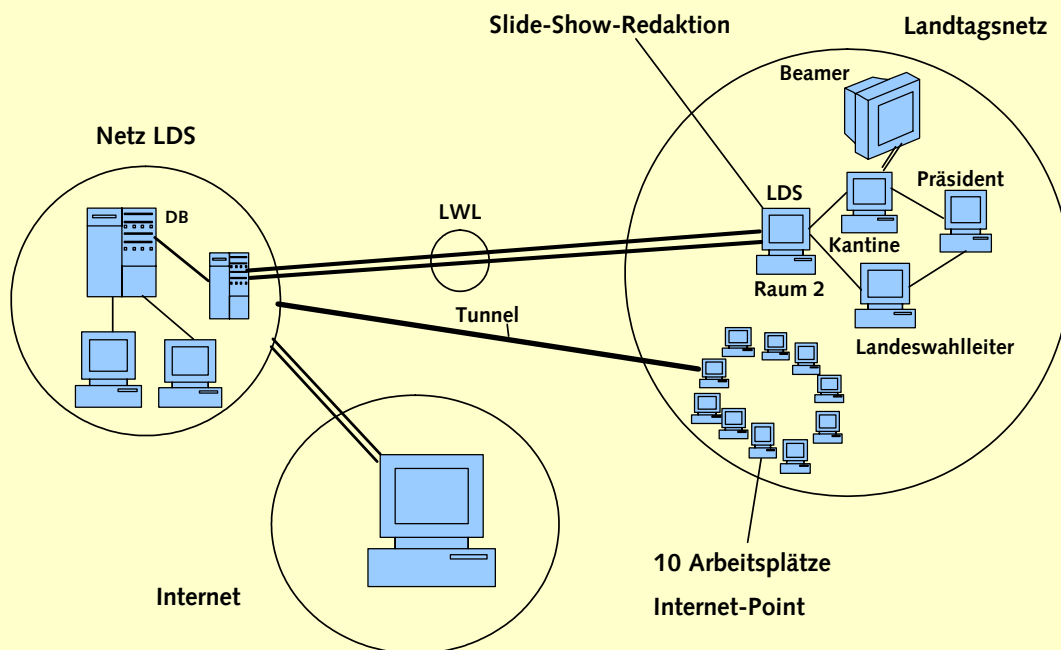 Slide-Show-Redaktion
Landtagsnetz
Beamer
Netz LDS
Präsident
LDS
DB
LWL
Kantine
Raum 2
Tunnel
Landeswahlleiter
10 Arbeitsplätze
Internet
Internet-Point